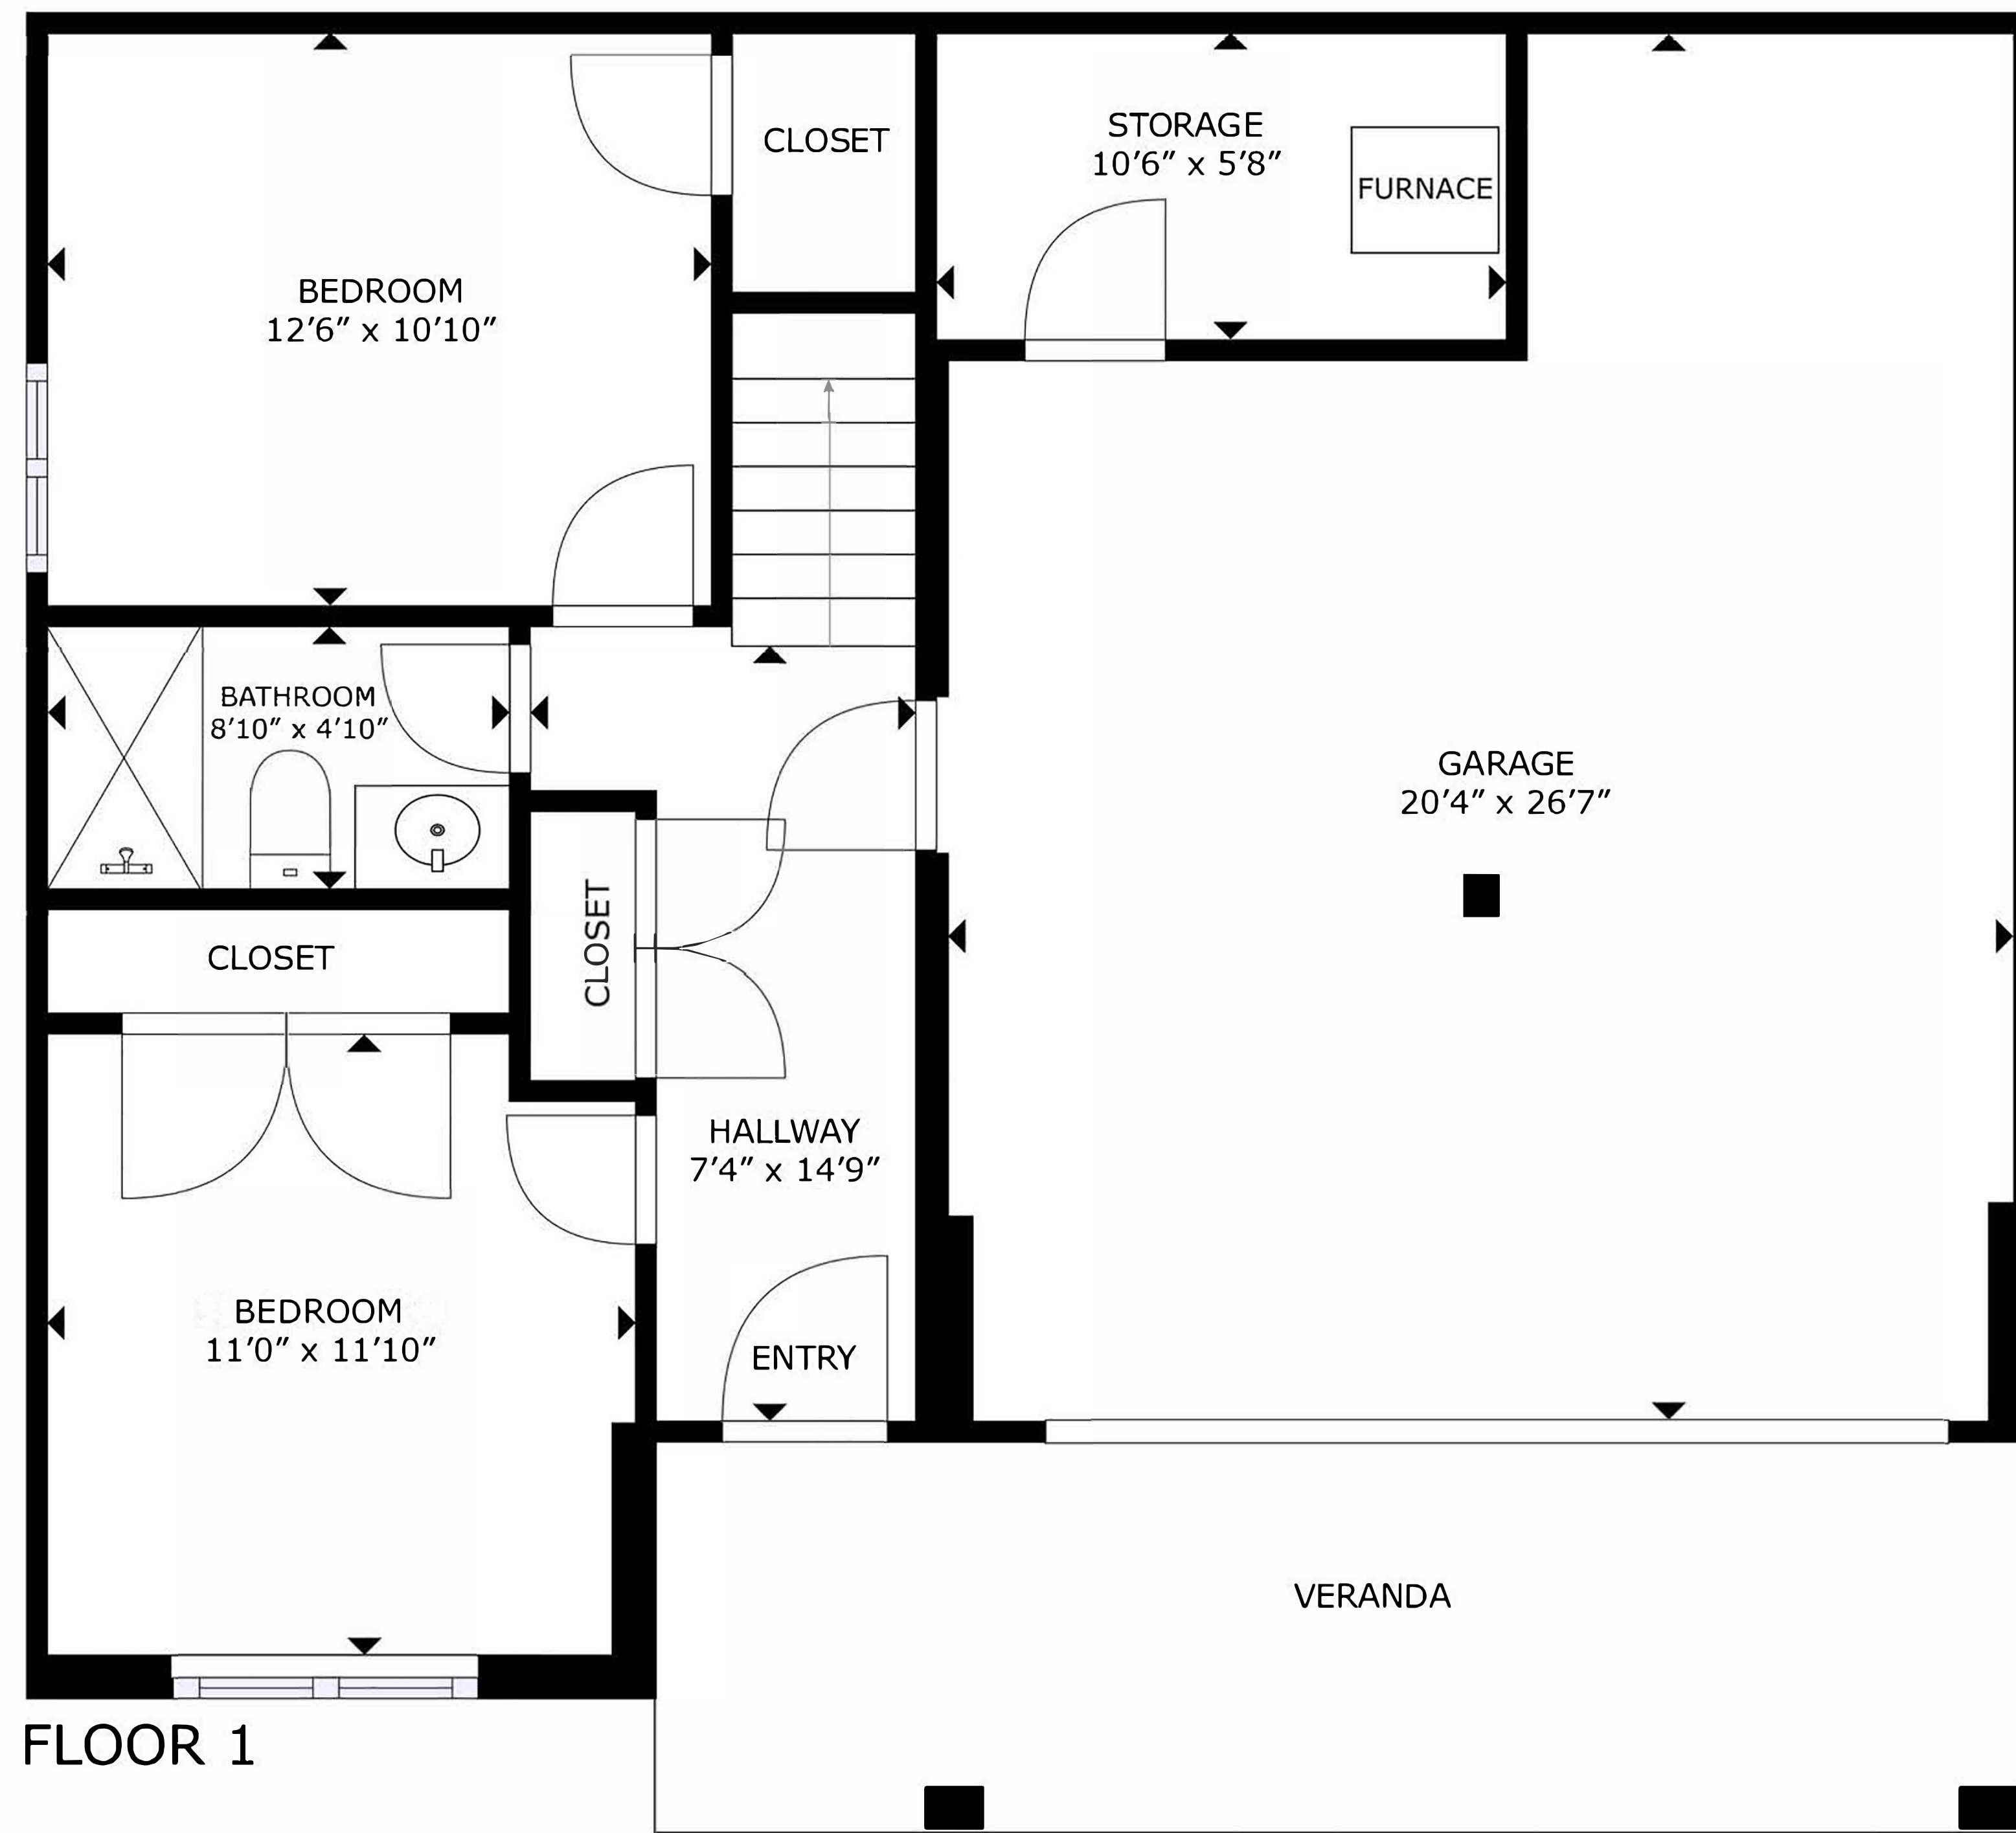 CLOSET
STORAGE
10′6″ x 5′8″
FURNACE
BEDROOM
12′6″ x 10′10″
BATHROOM
8′10″ x 4′10″
GARAGE
20′4″ x 26′7″
CLOSET
CLOSET
HALLWAY
7′4″ x 14′9″
BEDROOM
11′0″ x 11′10″
ENTRY
VERANDA
FLOOR 1